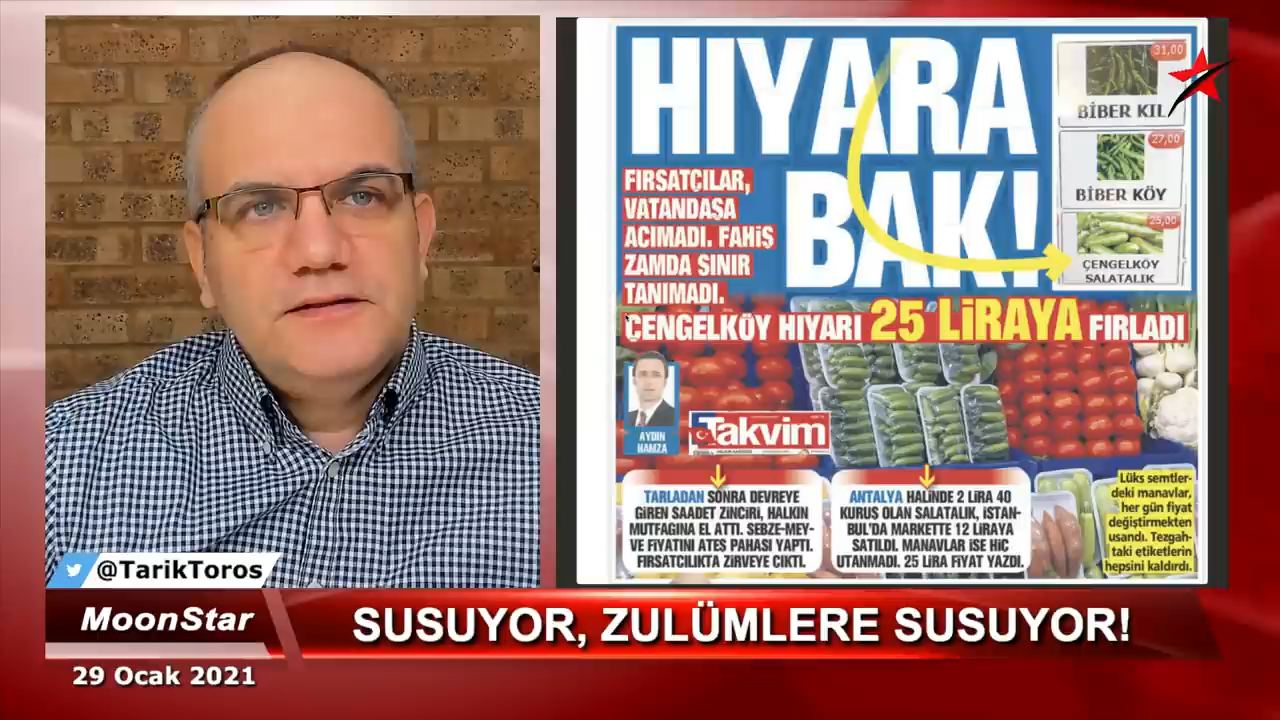 HIYARA
BAK!
FIRSATÇILAR,
VATANDAŞA
ACIMADI. FAHİŞ
ZAMDA SINIR
TANIMADI.
ÇENGELKÖY HIYARI 25 LİRAYA FIRLADI
31,00
BİBER KIL
27,00
BİBER KÖY
25,00
ÇENGELKÖY
SALATALIK
AYDIN
HAMZA
Takvim
TARLADAN SONRA DEVREYE
GİREN SAADET ZİNCİRİ, HALKIN
MUTFAĞINA EL ATTI. SEBZE-MEY-
VE FİYATINI ATEŞ PAHASI YAPTI.
FIRSATCILIKTA ZİRVEYE ÇIKTI.
ANTALYA HALİNDE 2 LİRA 40
KURUŞ OLAN SALATALIK, İSTAN-
BUL'DA MARKETTE 12 LİRAYA
SATILDI. MANAVLAR İSE HİÇ
UTANMADI. 25 LİRA FİYAT YAZDI.
Lüks semtler-
deki manavlar,
her gün fiyat
değiştirmekten
usandı. Tezgah-
taki etiketlerin
hepsini kaldırdı.
@TarikToros
MoonStar
SUSUYOR, ZULÜMLERE SUSUYOR!
29 Ocak 2021